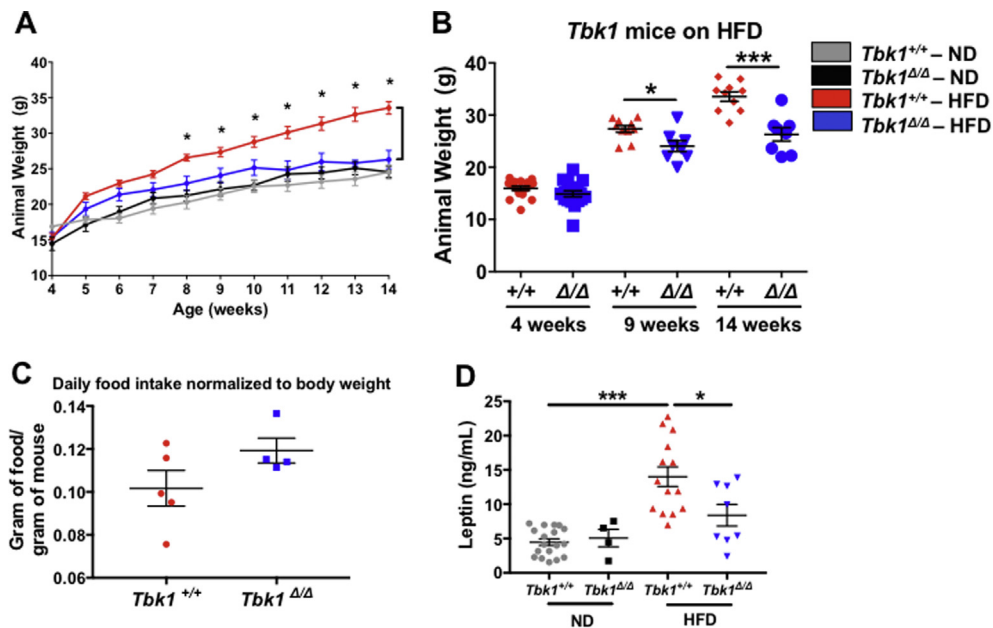 A
Animal Weight (g)
40
35
30
25
20
15
10
* * * * * * *
4 5 6 7 8 9 10 11 12 13 14
Age (weeks)
B
Tbk1 mice on HFD
Animal Weight (g)
40
30
20
10
0
*
***
+/+ Δ/Δ +/+ Δ/Δ +/+ Δ/Δ
4 weeks 9 weeks 14 weeks
Tbk1+/+ – ND
Tbk1Δ/Δ – ND
Tbk1+/+ – HFD
Tbk1Δ/Δ – HFD
C
Daily food intake normalized to body weight
Gram of food/
gram of mouse
0.14
0.12
0.10
0.08
0.06
Tbk1 +/+ Tbk1 Δ/Δ
D
Leptin (ng/mL)
25
20
15
10
5
0
*** *
Tbk1+/+ Tbk1Δ/Δ Tbk1+/+ Tbk1Δ/Δ
ND HFD